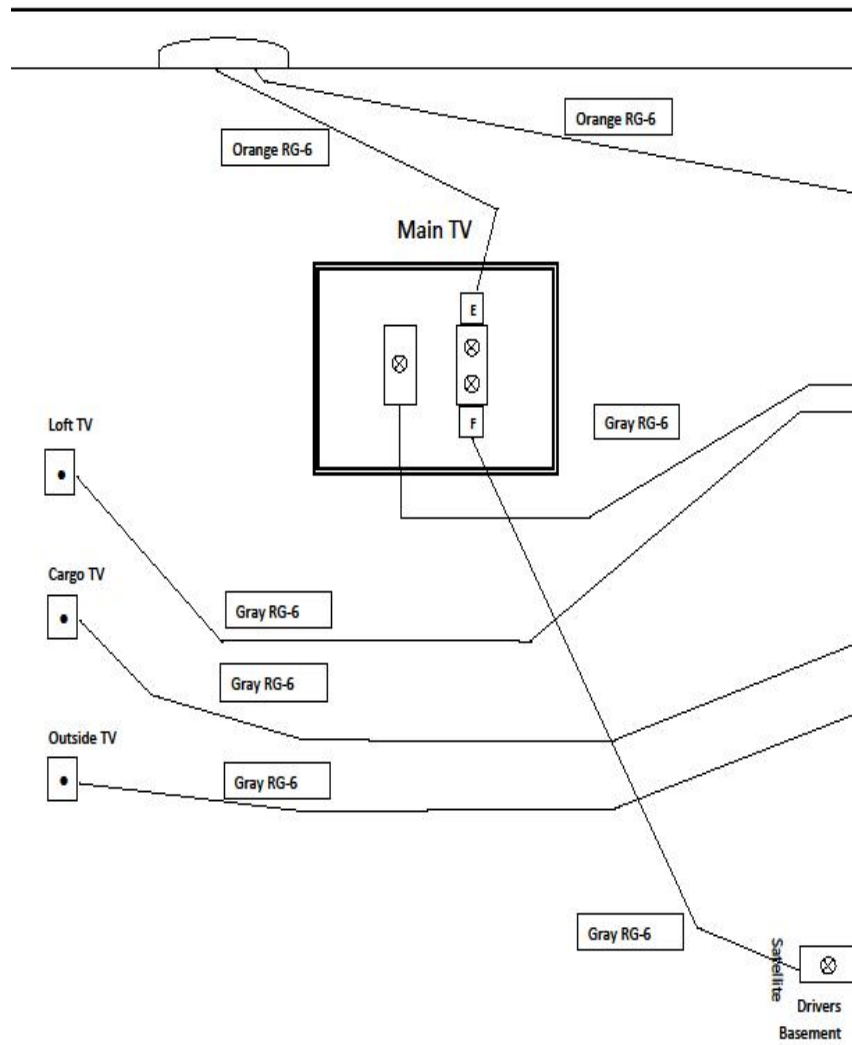 Orange RG-6
Orange RG-6
Main TV
E
F
Gray RG-6
Loft TV
Cargo TV
Gray RG-6
Gray RG-6
Outside TV
Gray RG-6
Gray RG-6
Satellite
Drivers
Basement